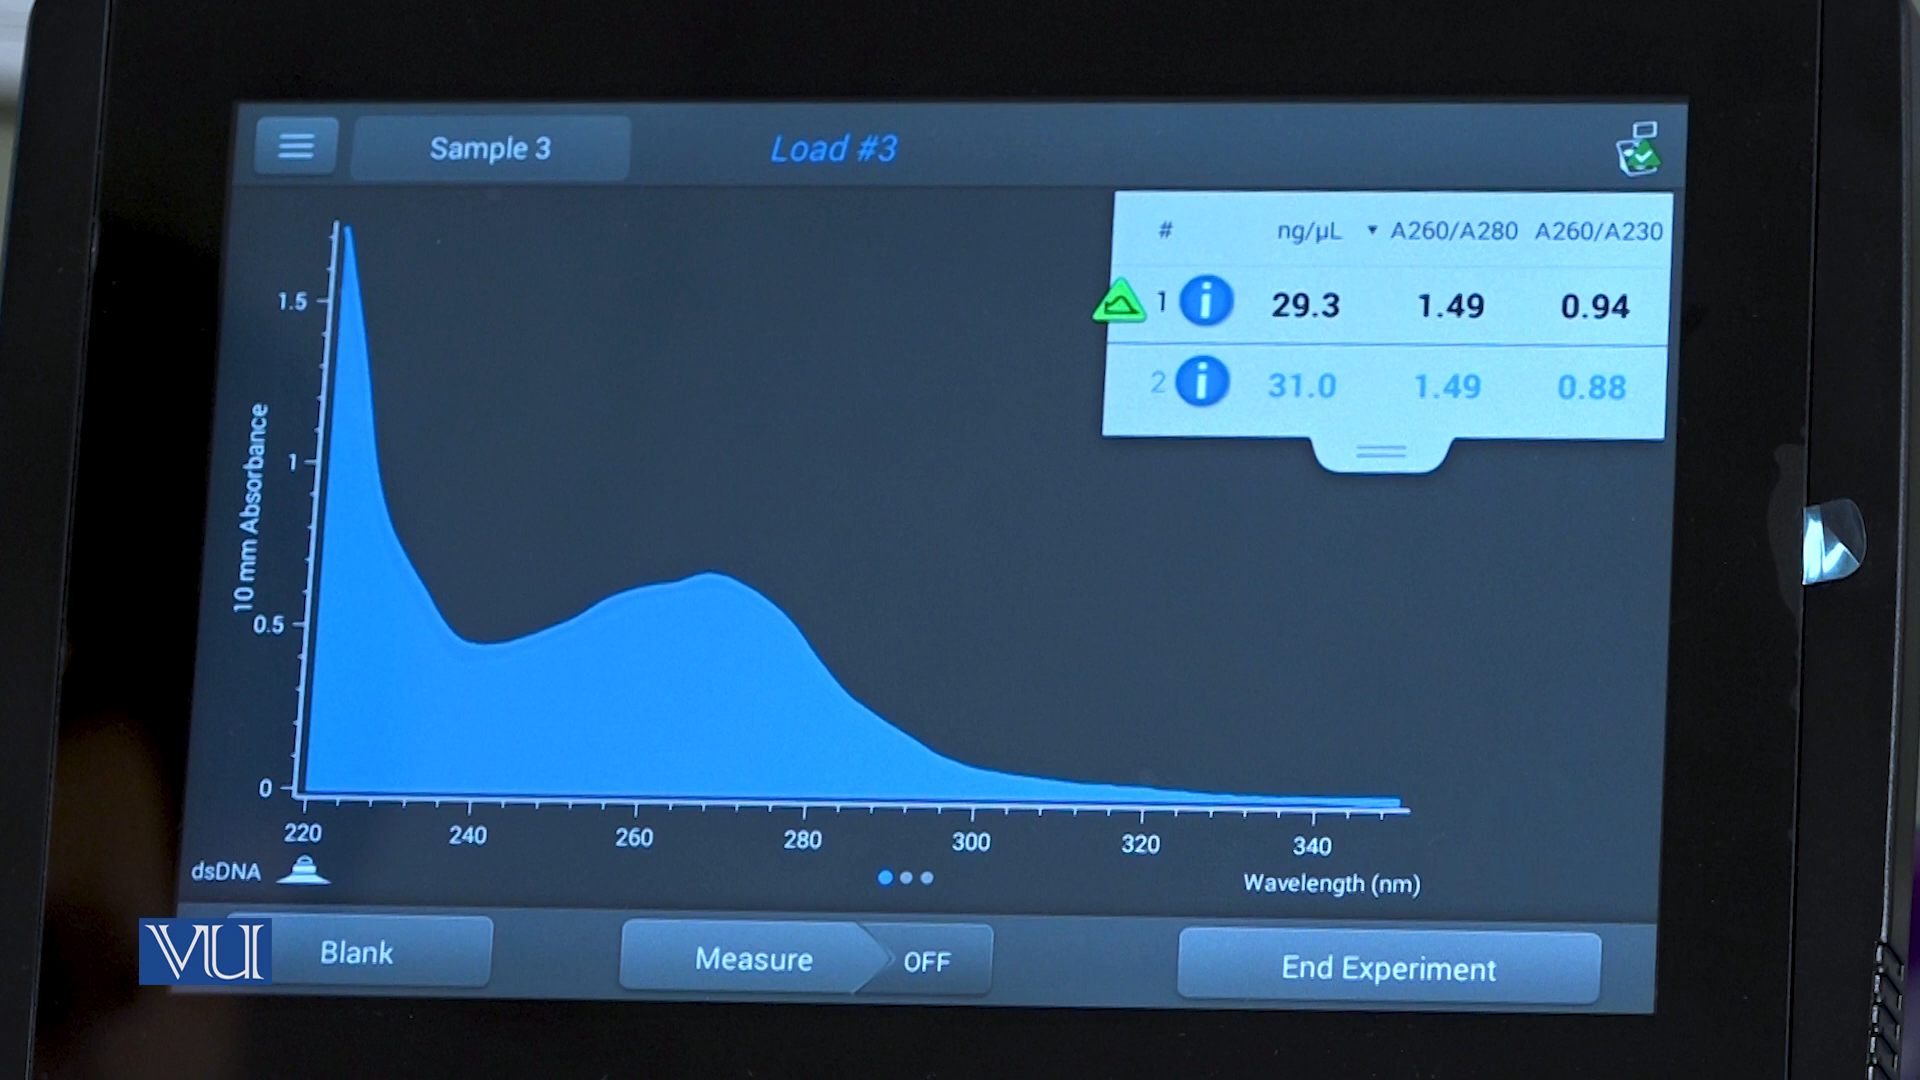 Sample 3
Load #3
# ng/µL ▾ A260/A280 A260/A230
1 i 29.3 1.49 0.94
2 i 31.0 1.49 0.88
10 mm Absorbance
1.5
1
0.5
0
220 240 260 280 300 320 340
dsDNA
Wavelength (nm)
VU
Blank
Measure
OFF
End Experiment